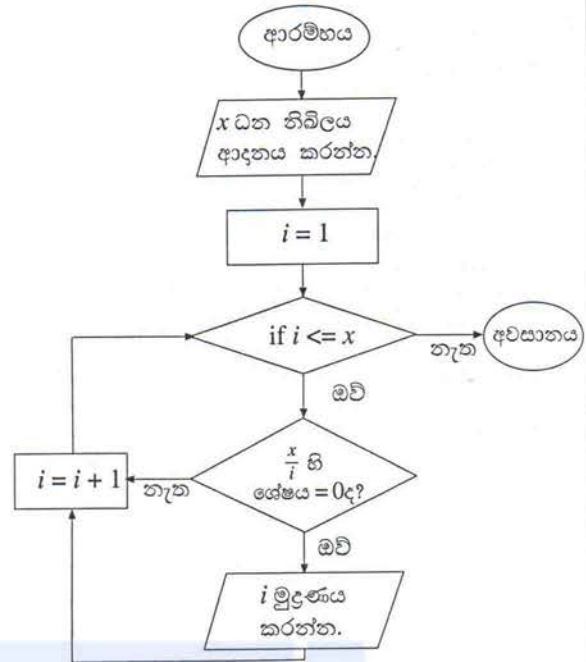 ආරම්භය
x ධන නිඛිලය
ආදානය කරන්න.
i = 1
if i <= x
නැත
අවසානය
ඔව්
x/i හි
ශේෂය = 0ද?
නැත
i = i + 1
ඔව්
i මුද්‍රණය
කරන්න.